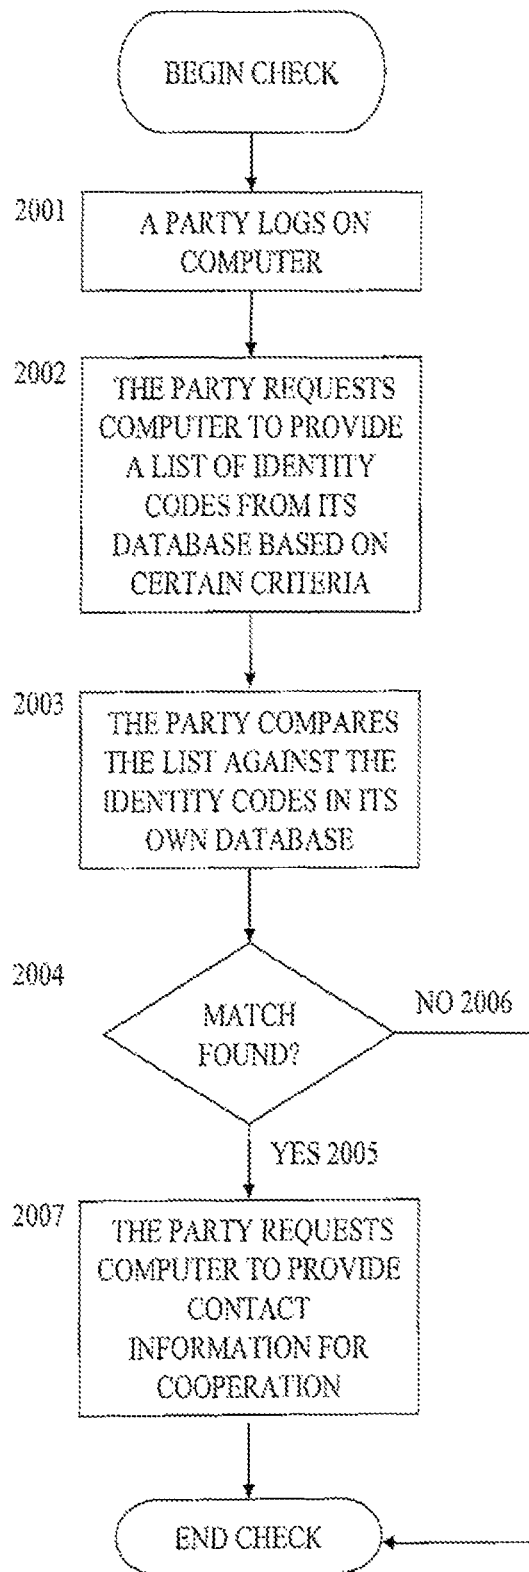 BEGIN CHECK
2001
A PARTY LOGS ON
COMPUTER
2002
THE PARTY REQUESTS
COMPUTER TO PROVIDE
A LIST OF IDENTITY
CODES FROM ITS
DATABASE BASED ON
CERTAIN CRITERIA
2003
THE PARTY COMPARES
THE LIST AGAINST THE
IDENTITY CODES IN ITS
OWN DATABASE
2004
MATCH
FOUND?
NO 2006
YES 2005
2007
THE PARTY REQUESTS
COMPUTER TO PROVIDE
CONTACT
INFORMATION FOR
COOPERATION
END CHECK